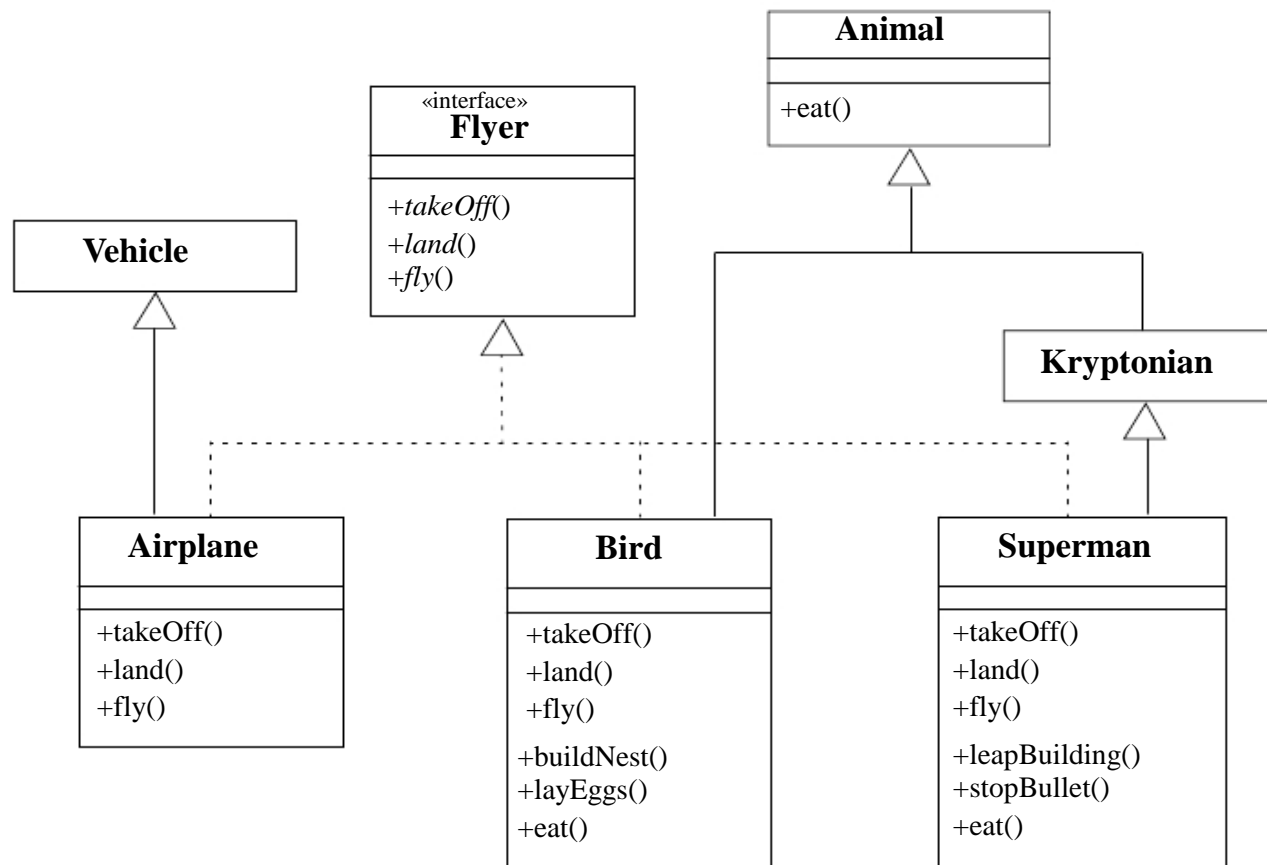 Animal
+eat()
«interface»
Flyer
+takeOff()
+land()
+fly()
Vehicle
Kryptonian
Airplane
+takeOff()
+land()
+fly()
Bird
+takeOff()
+land()
+fly()
+buildNest()
+layEggs()
+eat()
Superman
+takeOff()
+land()
+fly()
+leapBuilding()
+stopBullet()
+eat()